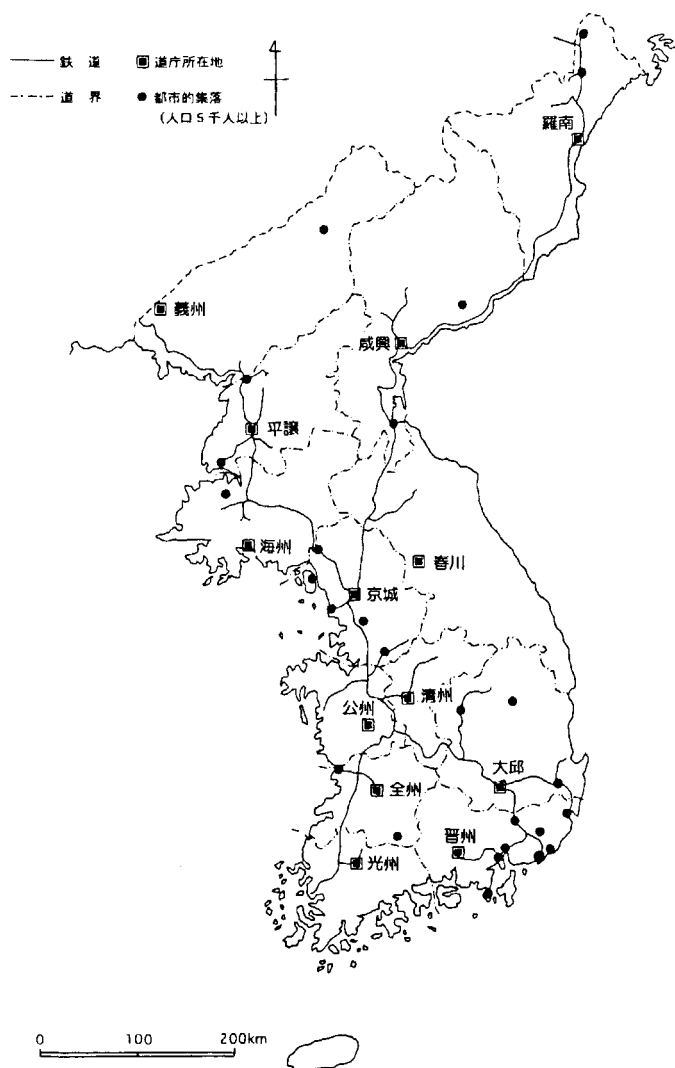 鉄道
道庁所在地
4
道界
都市的集落
(人口5千人以上)
羅南
義州
咸興
平譲
海州
春川
京城
清州
公州
大邱
全州
晋州
光州
0 100 200km